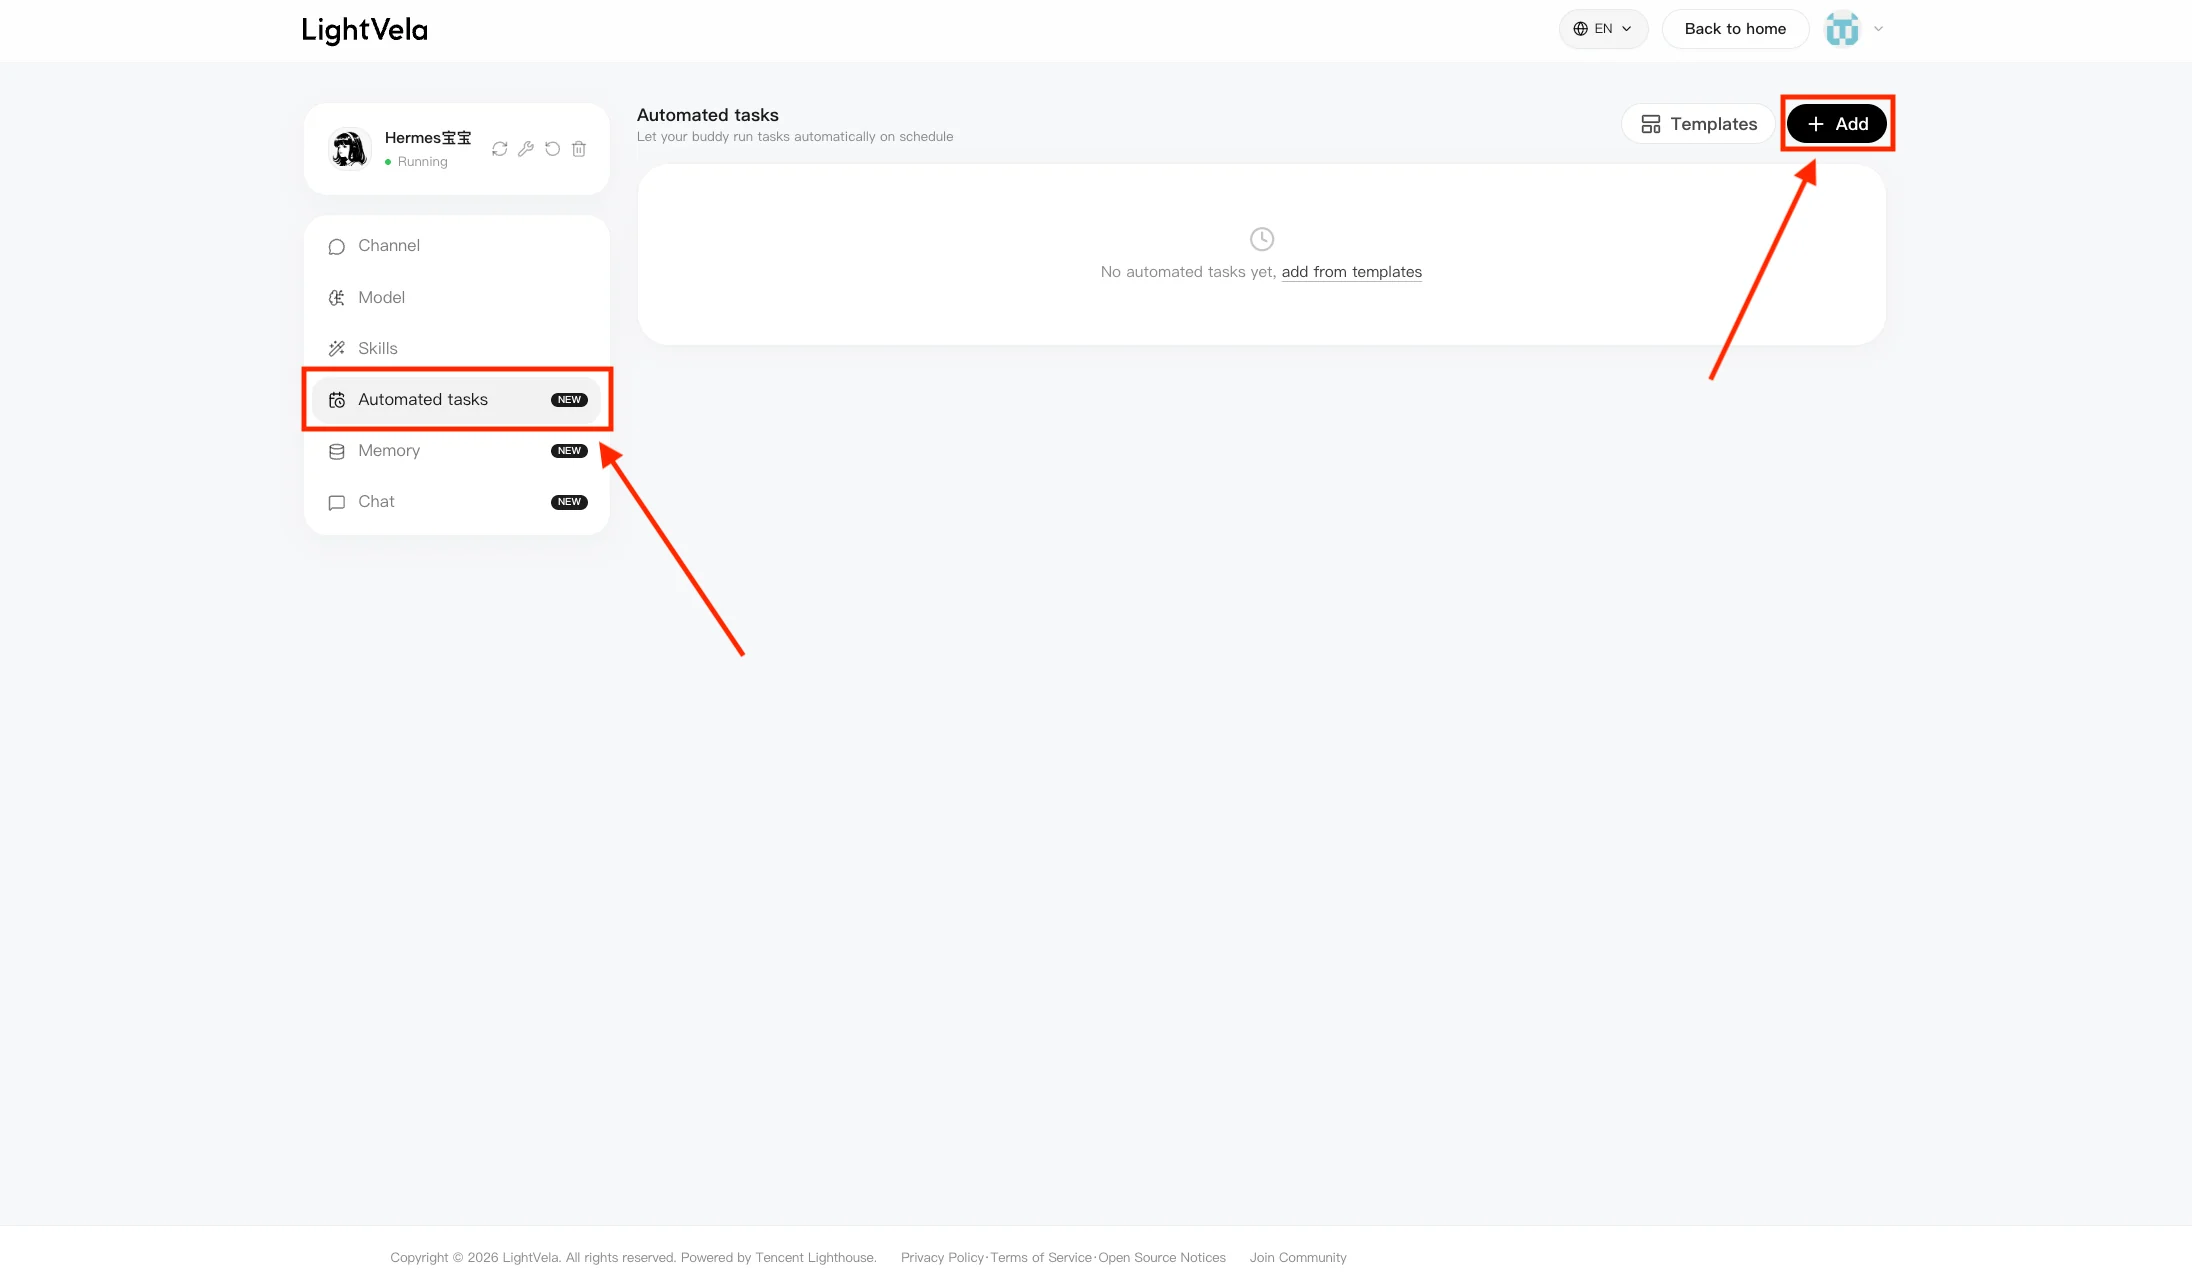 LightVela
EN
Back to home
Hermes宝宝
Running
Channel
Model
Skills
Automated tasks NEW
Memory NEW
Chat NEW
Automated tasks
Let your buddy run tasks automatically on schedule
Templates
+ Add
No automated tasks yet, add from templates
Copyright © 2026 LightVela. All rights reserved. Powered by Tencent Lighthouse. Privacy Policy·Terms of Service·Open Source Notices Join Community